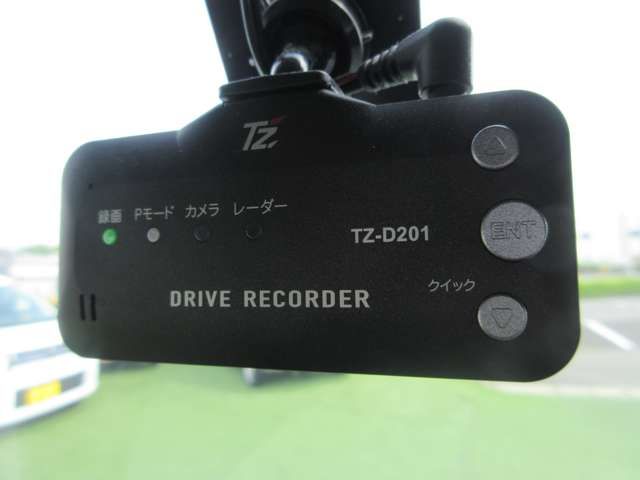 TZ
録画 Pモード カメラ レーダー
TZ-D201
ENT
クイック
DRIVE RECORDER